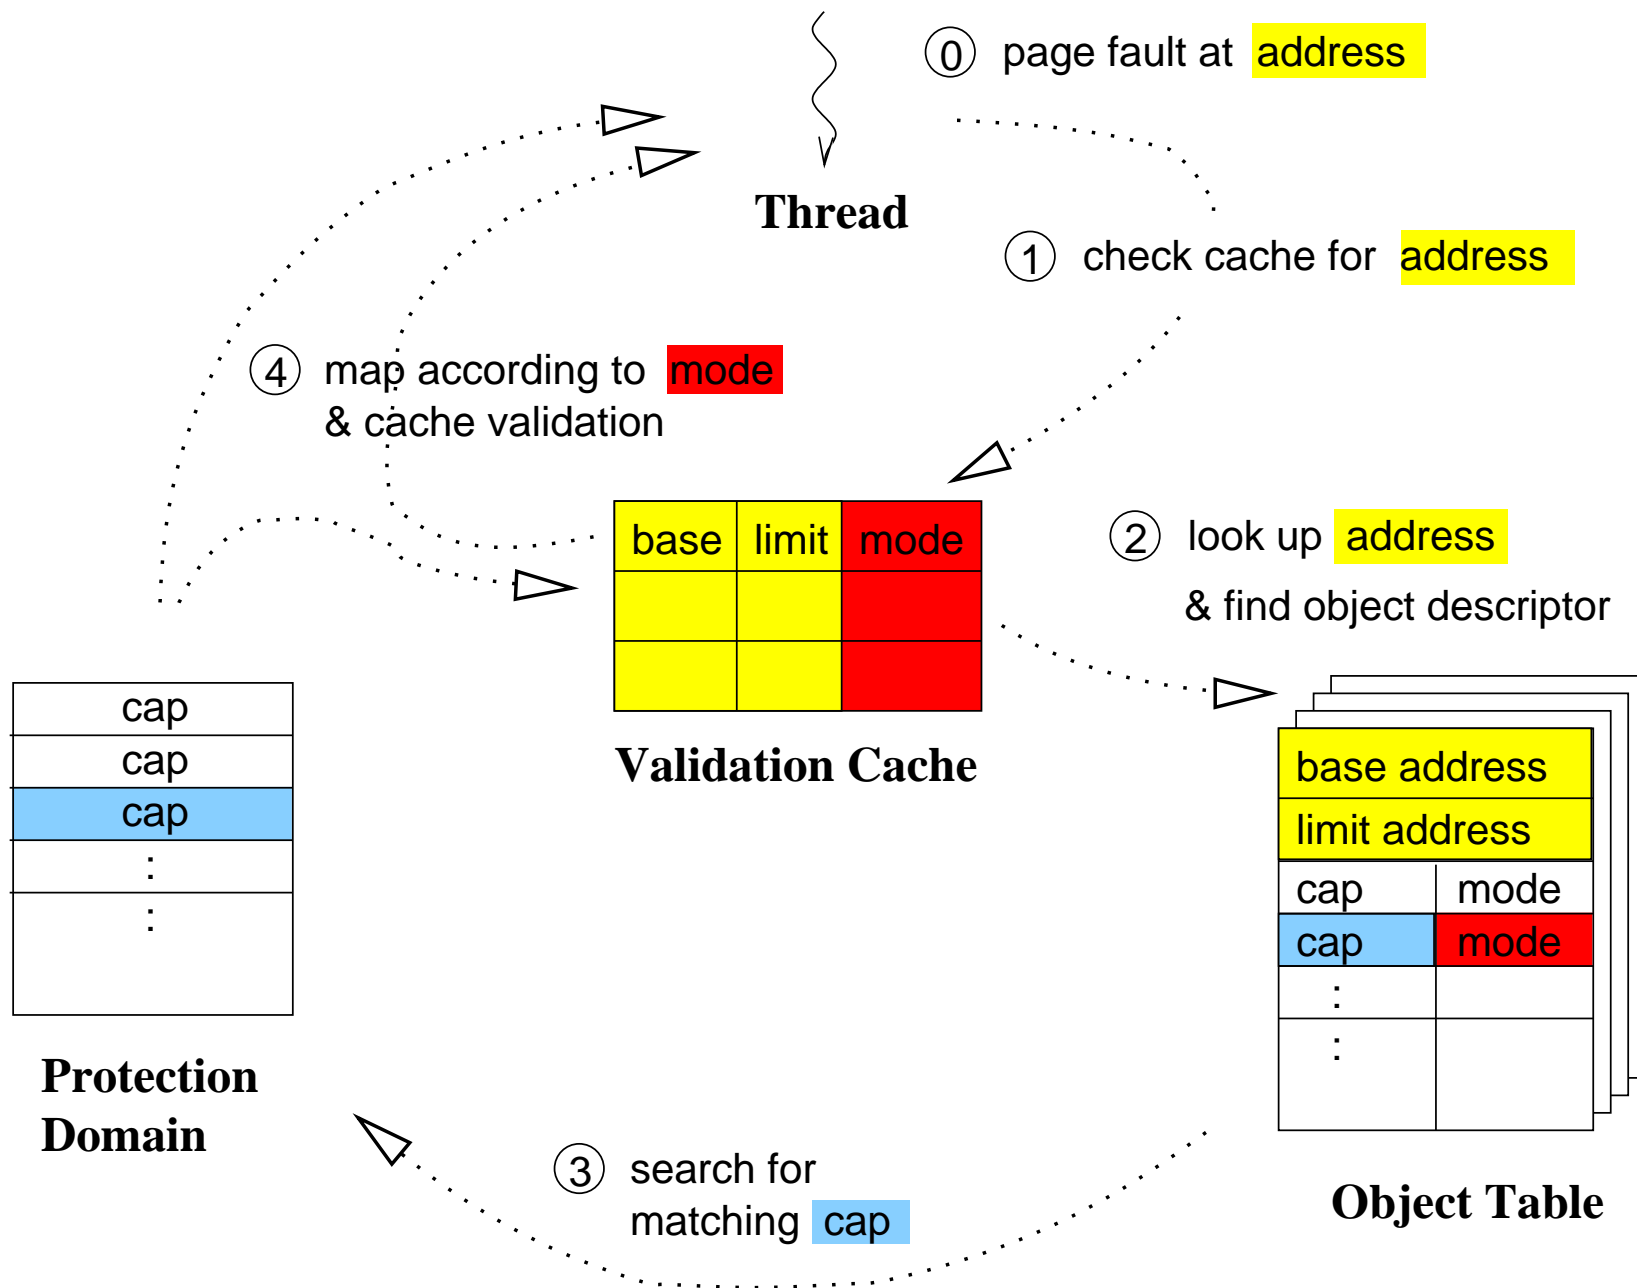 0 page fault at address
Thread
1 check cache for address
4 map according to mode
& cache validation
base limit mode
2 look up address
& find object descriptor
Validation Cache
cap
cap
cap
:
:
Protection
Domain
base address
limit address
cap mode
cap mode
:
:
Object Table
3 search for
matching cap